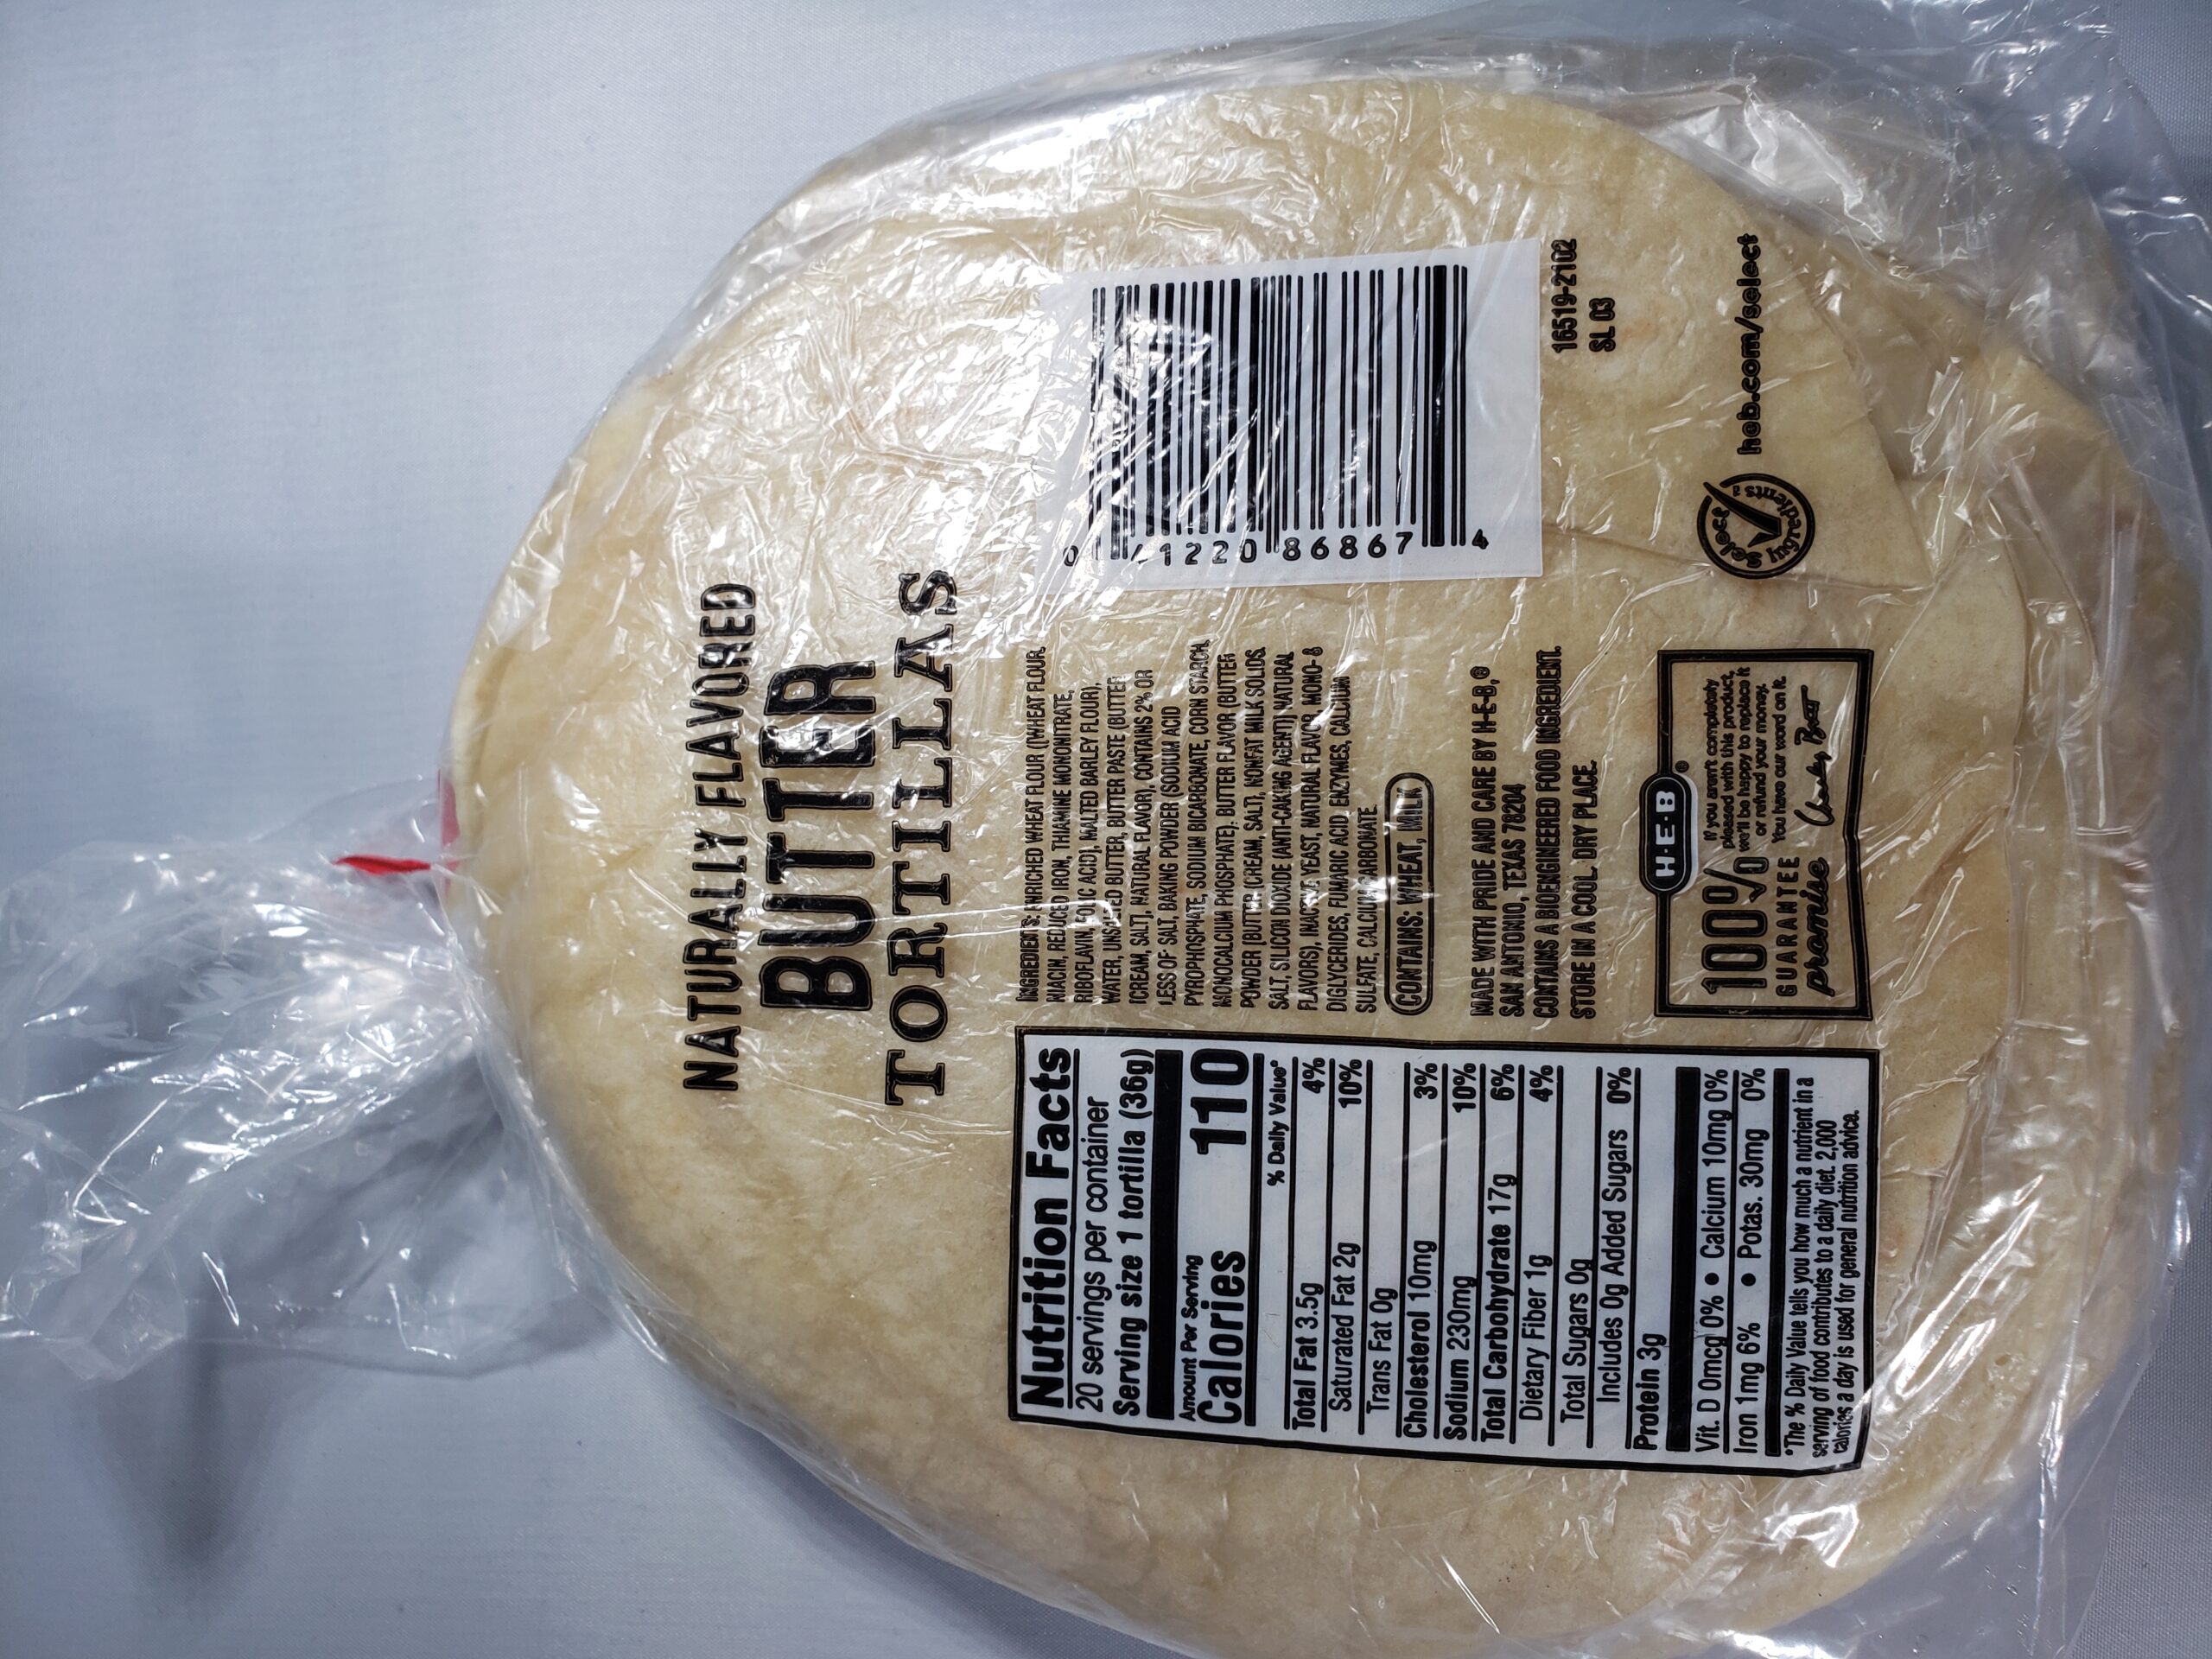 NATURALLY FLAVORED
BUTTER
TORTILLAS
Nutrition Facts
20 servings per container
Serving size 1 tortilla (36g)
Amount Per Serving
Calories 110
% Daily Value*
Total Fat 3.5g 4%
Saturated Fat 2g 10%
Trans Fat 0g
Cholesterol 10mg 3%
Sodium 230mg 10%
Total Carbohydrate 17g 6%
Dietary Fiber 1g 4%
Total Sugars 0g
Includes 0g Added Sugars 0%
Protein 3g
Vit. D 0mcg 0% • Calcium 10mg 0%
Iron 1mg 6% • Potas. 30mg 0%
*The % Daily Value tells you how much a nutrient in a
serving of food contributes to a daily diet. 2,000
calories a day is used for general nutrition advice.
INGREDIENTS: ENRICHED WHEAT FLOUR ([WHEAT FLOUR,
NIACIN, REDUCED IRON, THIAMINE MONONITRATE,
RIBOFLAVIN, FOLIC ACID], MALTED BARLEY FLOUR),
WATER, UNSALTED BUTTER, BUTTER PASTE (BUTTER
[CREAM, SALT], NATURAL FLAVOR), CONTAINS 2% OR
LESS OF SALT, BAKING POWDER (SODIUM ACID
PYROPHOSPHATE, SODIUM BICARBONATE, CORN STARCH,
MONOCALCIUM PHOSPHATE), BUTTER FLAVOR (BUTTER
POWDER [BUTTER (CREAM, SALT), NONFAT MILK SOLIDS,
SALT, SILICON DIOXIDE (ANTI-CAKING AGENT)], NATURAL
FLAVORS), INACTIVE YEAST, NATURAL FLAVOR, MONO- &
DIGLYCERIDES, FUMARIC ACID, ENZYMES, CALCIUM
SULFATE, CALCIUM CARBONATE.
CONTAINS: WHEAT, MILK
MADE WITH PRIDE AND CARE BY H-E-B,®
SAN ANTONIO, TEXAS 78204
CONTAINS A BIOENGINEERED FOOD INGREDIENT.
STORE IN A COOL, DRY PLACE.
H-E-B®
100%
GUARANTEE
promise
If you aren't completely
pleased with this product,
we'll be happy to replace it
or refund your money.
You have our word on it.
Charles Butt
0 41220 86867 4
16519-2102
SL 03
select
ingredients
heb.com/select